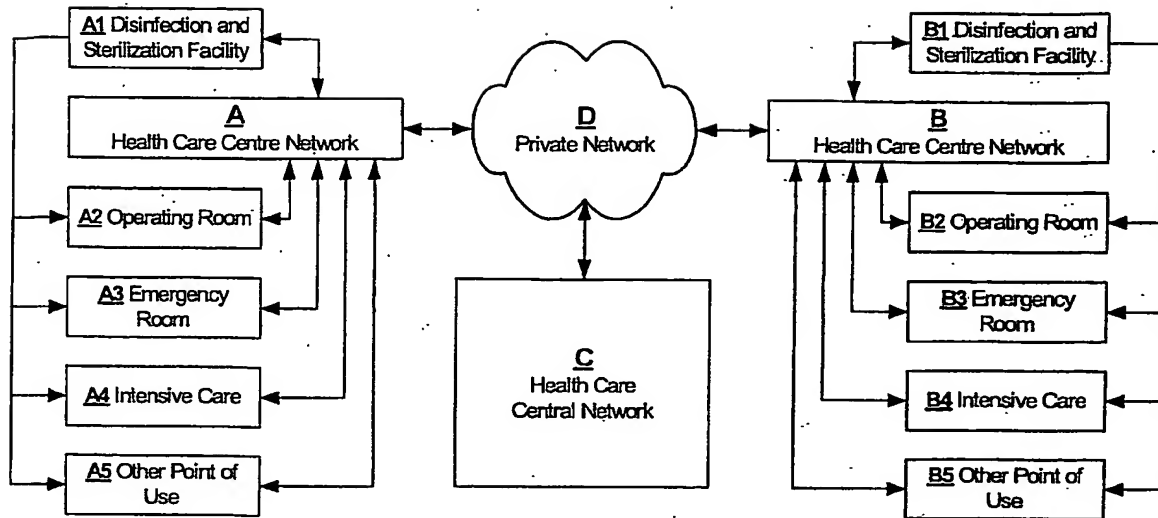 A1 Disinfection and
Sterilization Facility
A
Health Care Centre Network
A2 Operating Room
A3 Emergency
Room
A4 Intensive Care
A5 Other Point of
Use
D
Private Network
C
Health Care
Central Network
B1 Disinfection and
Sterilization Facility
B
Health Care Centre Network
B2 Operating Room
B3 Emergency
Room
B4 Intensive Care
B5 Other Point of
Use